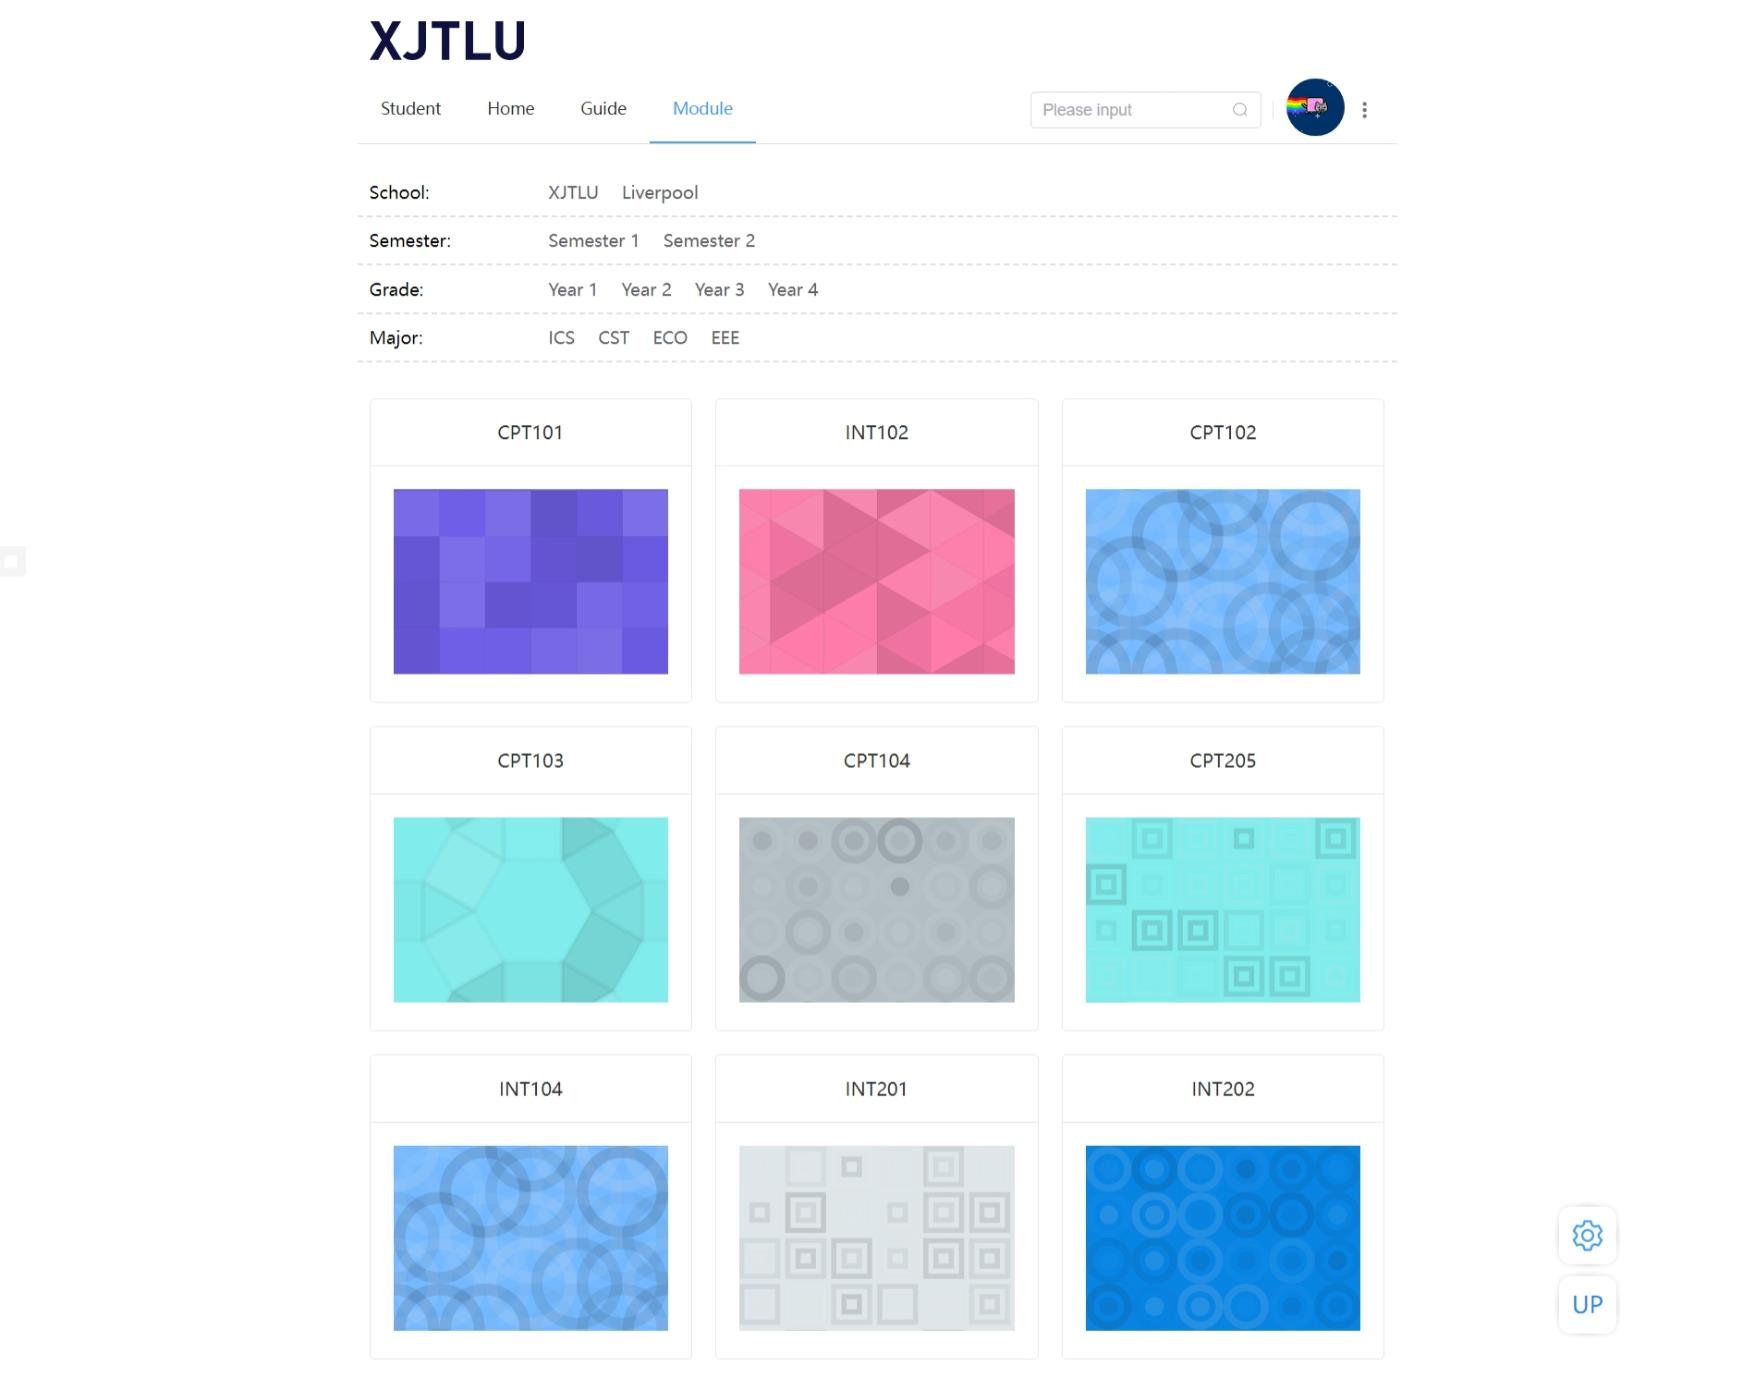 XJTLU
Student Home Guide Module Please input
School: XJTLU Liverpool
Semester: Semester 1 Semester 2
Grade: Year 1 Year 2 Year 3 Year 4
Major: ICS CST ECO EEE
CPT101 INT102 CPT102
CPT103 CPT104 CPT205
INT104 INT201 INT202
UP